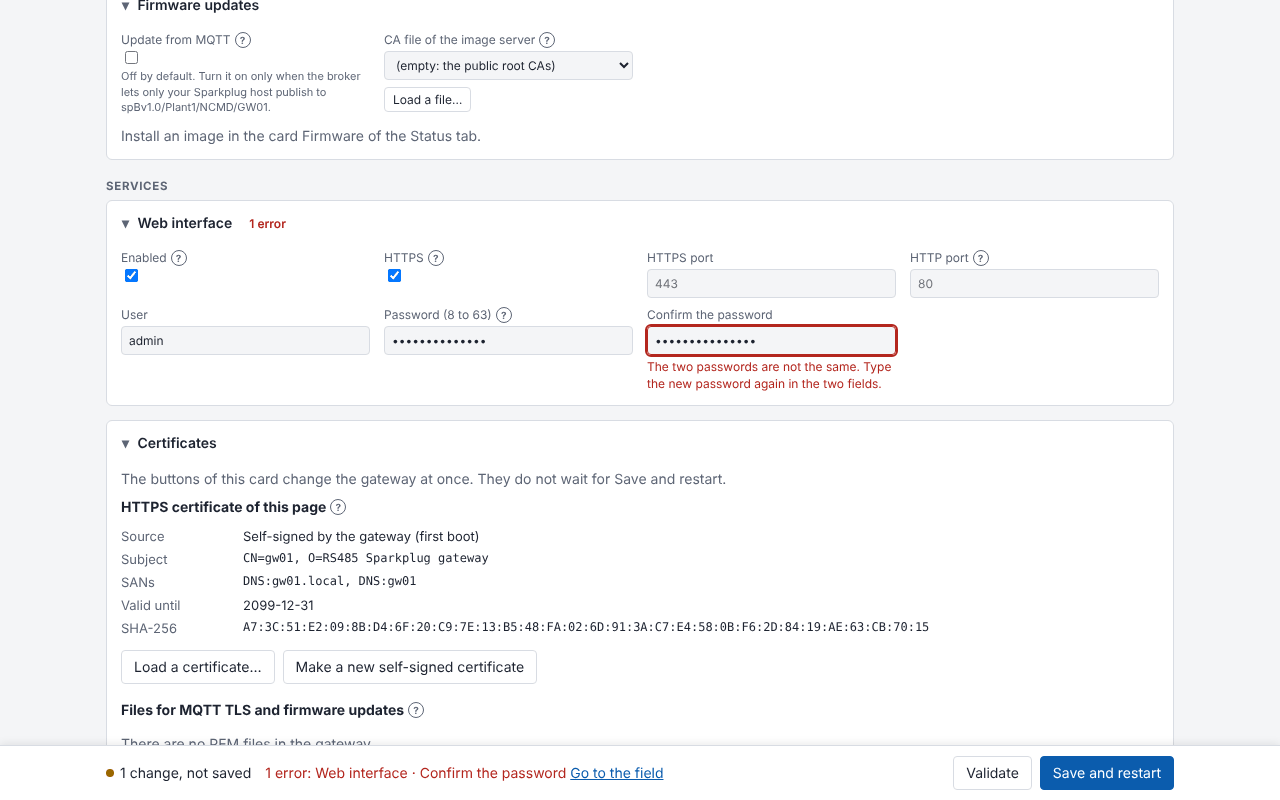 ▼ Firmware updates
Update from MQTT ?
CA file of the image server ?
(empty: the public root CAs)
Off by default. Turn it on only when the broker
lets only your Sparkplug host publish to
spBv1.0/Plant1/NCMD/GW01.
Load a file...
Install an image in the card Firmware of the Status tab.
SERVICES
▼ Web interface 1 error
Enabled ?
HTTPS ?
HTTPS port
HTTP port ?
443
80
User
Password (8 to 63) ?
Confirm the password
admin
••••••••••••••
•••••••••••••••
The two passwords are not the same. Type
the new password again in the two fields.
▼ Certificates
The buttons of this card change the gateway at once. They do not wait for Save and restart.
HTTPS certificate of this page ?
Source Self-signed by the gateway (first boot)
Subject CN=gw01, O=RS485 Sparkplug gateway
SANs DNS:gw01.local, DNS:gw01
Valid until 2099-12-31
SHA-256 A7:3C:51:E2:09:8B:D4:6F:20:C9:7E:13:B5:48:FA:02:6D:91:3A:C7:E4:58:0B:F6:2D:84:19:AE:63:CB:70:15
Load a certificate... Make a new self-signed certificate
Files for MQTT TLS and firmware updates ?
There are no PEM files in the gateway.
1 change, not saved 1 error: Web interface · Confirm the password Go to the field
Validate Save and restart